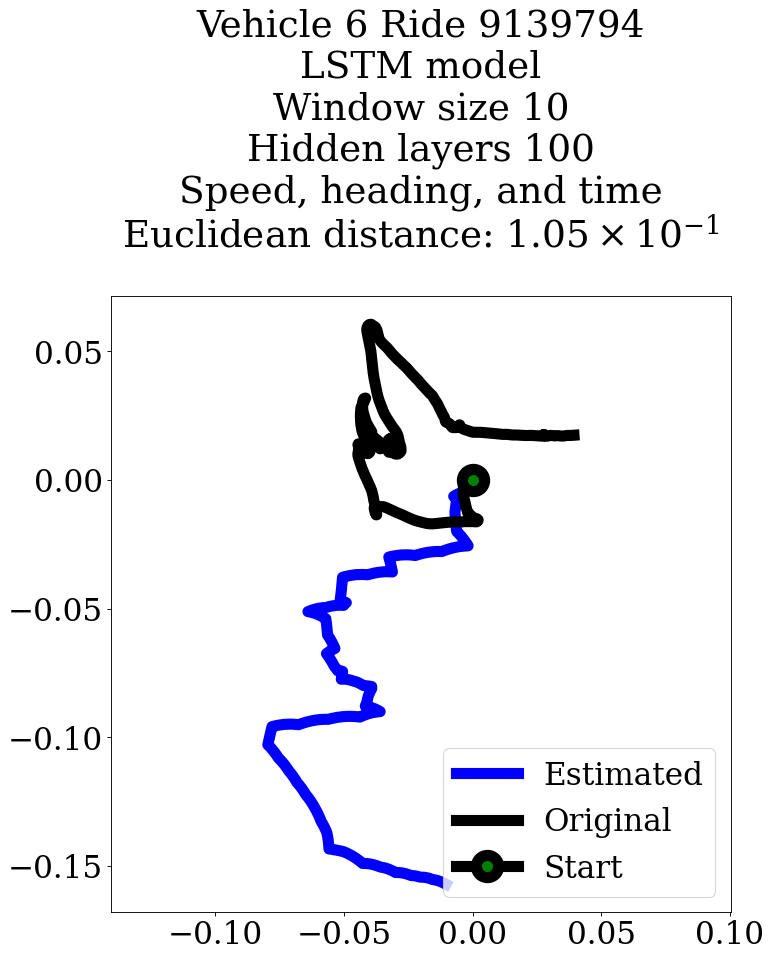 Vehicle 6 Ride 9139794
LSTM model
Window size 10
Hidden layers 100
Speed, heading, and time
Euclidean distance: 1.05 × 10⁻¹
0.05
0.00
−0.05
−0.10
−0.15
Estimated
Original
Start
−0.10 −0.05 0.00 0.05 0.10